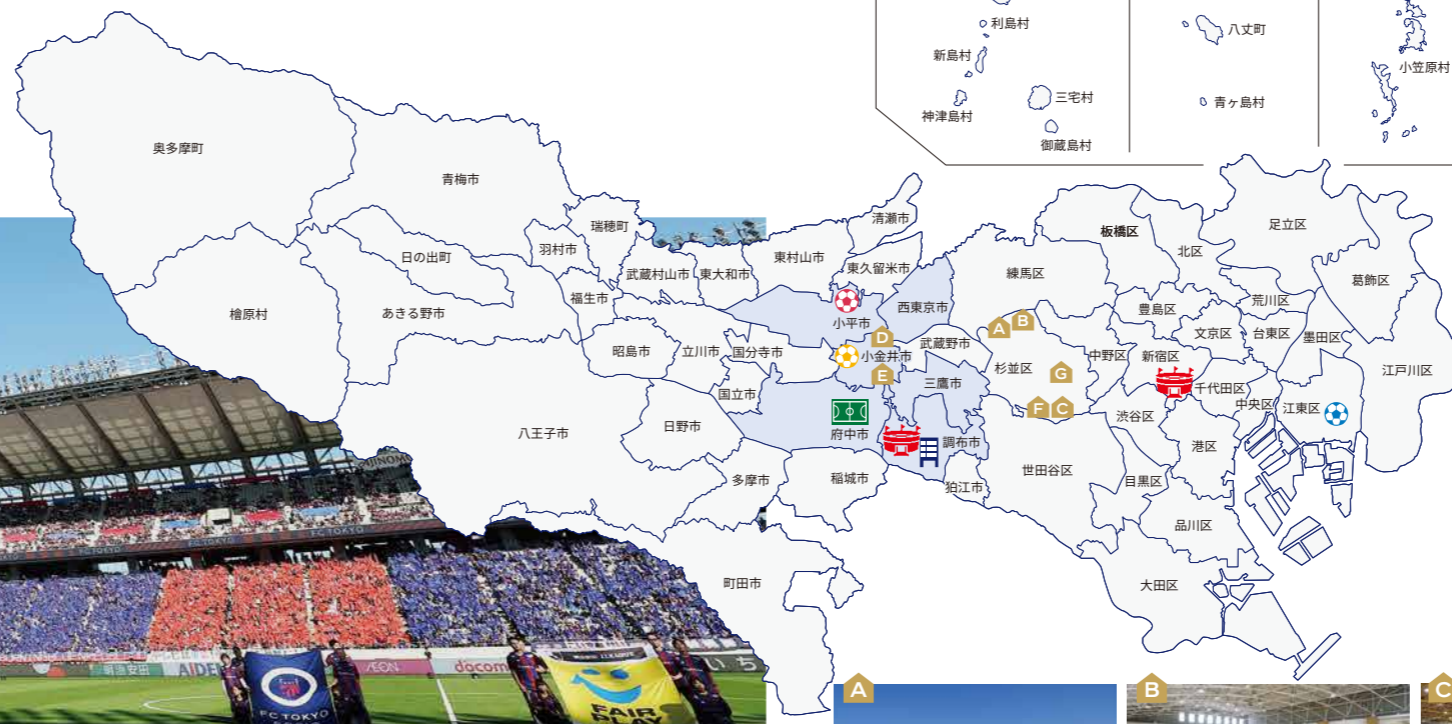 利島村
八丈町
新島村
小笠原村
三宅村
青ヶ島村
神津島村
御蔵島村
奥多摩町
青梅市
瑞穂町
清瀬市
足立区
板橋区
北区
羽村市
日の出町
武蔵村山市
東大和市
東村山市
東久留米市
練馬区
葛飾区
福生市
西東京市
荒川区
檜原村
あきる野市
豊島区
小平市
A
B
文京区
台東区
墨田区
D
武蔵野市
昭島市
立川市
国分寺市
小金井市
中野区
新宿区
杉並区
江戸川区
E
三鷹市
G
千代田区
国立市
中央区
江東区
F
C
渋谷区
八王子市
日野市
府中市
調布市
港区
世田谷区
多摩市
稲城市
狛江市
目黒区
品川区
町田市
大田区
FC TOKYO
FC TOKYO
明治安田
AIDEM
AEON
docomo
いち
FC TOKYO
FAIR
PLAY
A
B
C